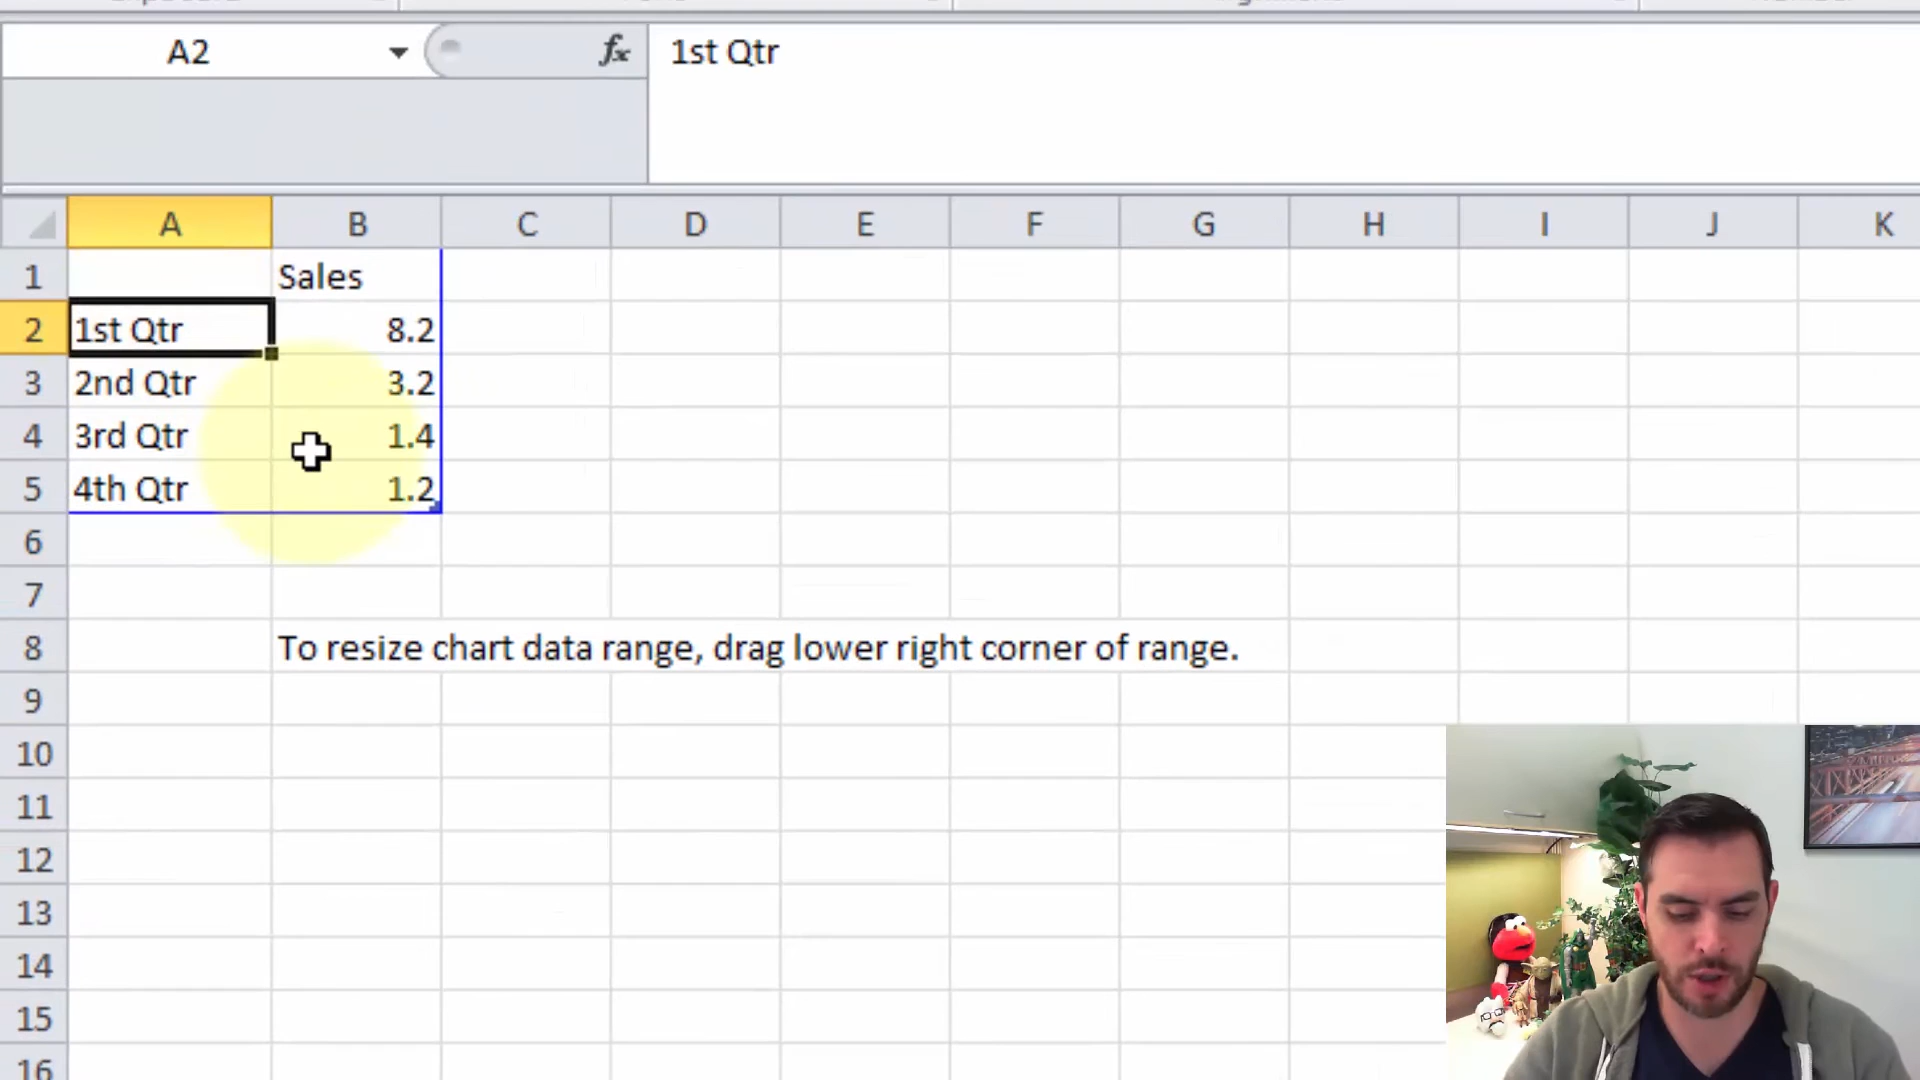 A2 fx 1st Qtr
A B C D E F G H I J K
1 Sales
2 1st Qtr 8.2
3 2nd Qtr 3.2
4 3rd Qtr 1.4
5 4th Qtr 1.2
6
7
8 To resize chart data range, drag lower right corner of range.
9
10
11
12
13
14
15
16